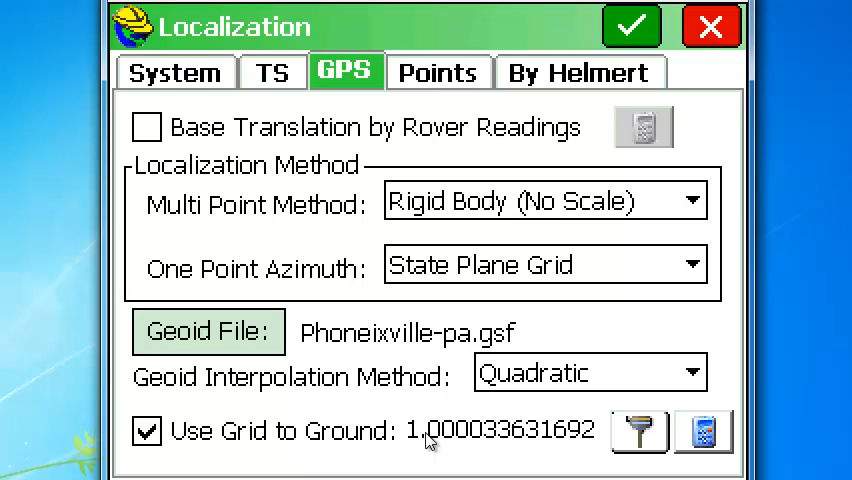 Localization
System TS GPS Points By Helmert
Base Translation by Rover Readings
Localization Method
Multi Point Method: Rigid Body (No Scale)
One Point Azimuth: State Plane Grid
Geoid File: Phoneixville-pa.gsf
Geoid Interpolation Method: Quadratic
Use Grid to Ground: 1.000033631692